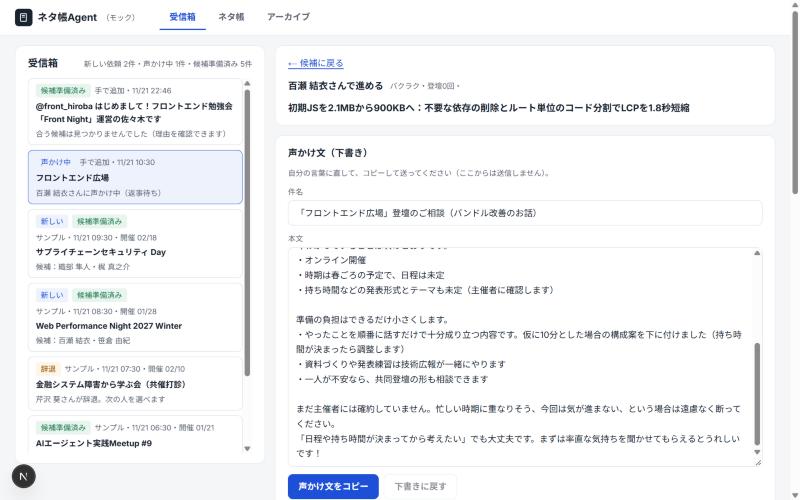 ネタ帳Agent （モック） 受信箱 ネタ帳 アーカイブ
受信箱 新しい依頼 2件・声かけ中 1件・候補準備済み 5件
候補準備済み 手で追加・11/21 22:46
@front_hiroba はじめまして！フロントエンド勉強会
「Front Night」運営の佐々木です
合う候補は見つかりませんでした（理由を確認できます）
声かけ中 手で追加・11/21 10:30
フロントエンド広場
百瀬 結衣さんに声かけ中（返事待ち）
新しい 候補準備済み
サンプル・11/21 09:30・開催 02/18
サプライチェーンセキュリティ Day
候補：織部 隼人・梶 真之介
新しい 候補準備済み
サンプル・11/21 08:30・開催 01/28
Web Performance Night 2027 Winter
候補：百瀬 結衣・笹倉 由紀
辞退 サンプル・11/21 07:30・開催 02/10
金融システム障害から学ぶ会（共催打診）
芹沢 葵さんが辞退。次の人を選べます
候補準備済み サンプル・11/21 06:30・開催 01/21
AIエージェント実践Meetup #9
N
← 候補に戻る
百瀬 結衣さんで進める バクラク・登壇0回・
初期JSを2.1MBから900KBへ：不要な依存の削除とルート単位のコード分割でLCPを1.8秒短縮
声かけ文（下書き）
自分の言葉に直して、コピーして送ってください（ここからは送信しません）。
件名
「フロントエンド広場」登壇のご相談（バンドル改善のお話）
本文
・オンライン開催
・時期は春ごろの予定で、日程は未定
・持ち時間などの発表形式とテーマも未定（主催者に確認します）
準備の負担はできるだけ小さくします。
・やったことを順番に話すだけで十分成り立つ内容です。仮に10分とした場合の構成案を下に付けました（持ち時
間が決まったら調整します）
・資料づくりや発表練習は技術広報が一緒にやります
・一人が不安なら、共同登壇の形も相談できます
まだ主催者には確約していません。忙しい時期に重なりそう、今回は気が進まない、という場合は遠慮なく断って
ください。
「日程や持ち時間が決まってから考えたい」でも大丈夫です。まずは率直な気持ちを聞かせてもらえるとうれしい
です！
声かけ文をコピー 下書きに戻す